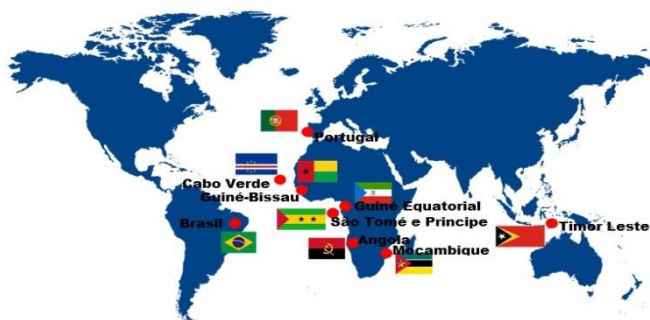 Portugal
Cabo Verde
Guiné-Bissau
Guiné Equatorial
São Tomé e Principe
Brasil
Timor Leste
Angola
Moçambique